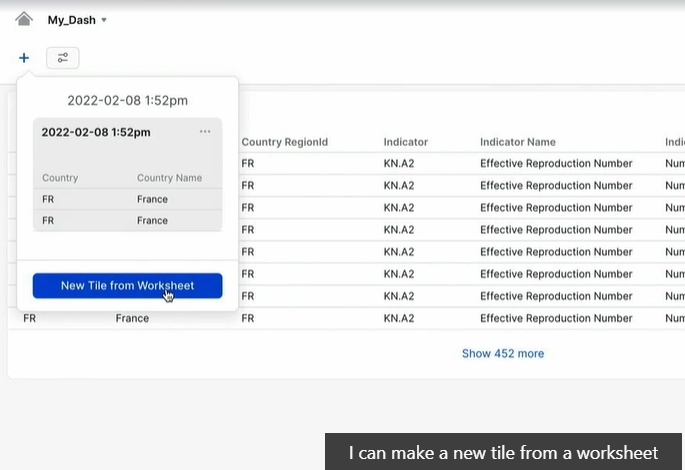 My_Dash
+
2022-02-08 1:52pm
2022-02-08 1:52pm ...
Country Country Name
FR France
FR France
New Tile from Worksheet
Country RegionId Indicator Indicator Name Indi
FR KN.A2 Effective Reproduction Number Num
FR KN.A2 Effective Reproduction Number Num
FR KN.A2 Effective Reproduction Number Num
FR KN.A2 Effective Reproduction Number Num
FR KN.A2 Effective Reproduction Number Num
FR KN.A2 Effective Reproduction Number Num
FR KN.A2 Effective Reproduction Number Num
FR France FR KN.A2 Effective Reproduction Number Num
Show 452 more
I can make a new tile from a worksheet